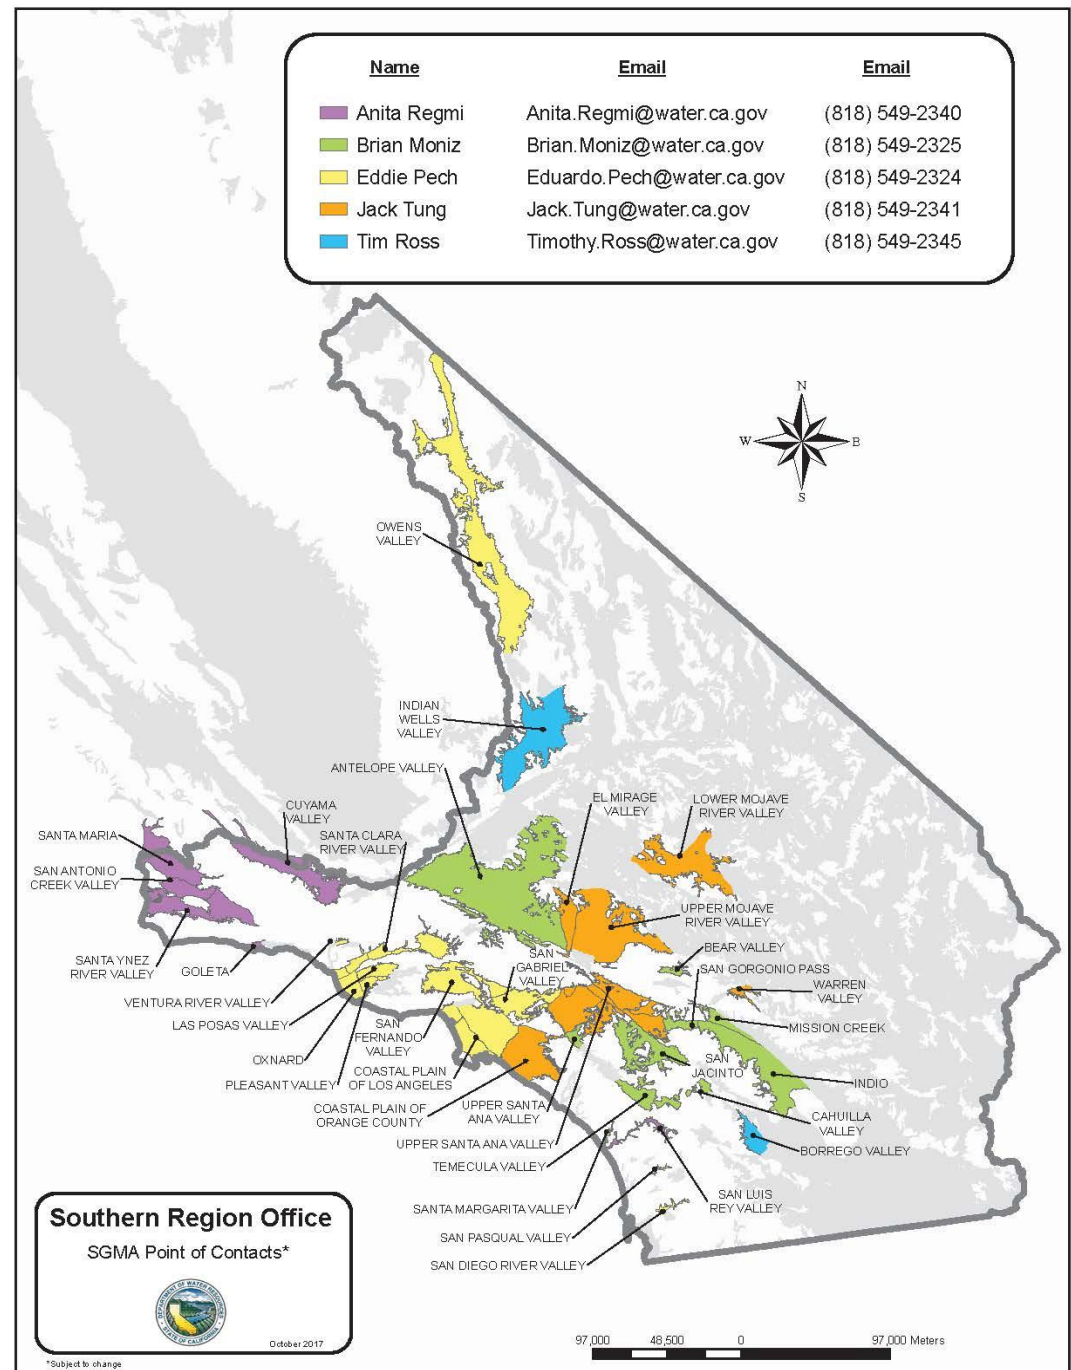 Name Email Email
Anita Regmi Anita.Regmi@water.ca.gov (818) 549-2340
Brian Moniz Brian.Moniz@water.ca.gov (818) 549-2325
Eddie Pech Eduardo.Pech@water.ca.gov (818) 549-2324
Jack Tung Jack.Tung@water.ca.gov (818) 549-2341
Tim Ross Timothy.Ross@water.ca.gov (818) 549-2345
N
W E
S
OWENS
VALLEY
INDIAN
WELLS
VALLEY
ANTELOPE VALLEY
EL MIRAGE
VALLEY
LOWER MOJAVE
RIVER VALLEY
CUYAMA
VALLEY
SANTA CLARA
RIVER VALLEY
SANTA MARIA
SAN ANTONIO
CREEK VALLEY
UPPER MOJAVE
RIVER VALLEY
SANTA YNEZ
RIVER VALLEY
GOLETA
BEAR VALLEY
SAN
GABRIEL
VALLEY
SAN GORGONIO PASS
WARREN
VALLEY
VENTURA RIVER VALLEY
LAS POSAS VALLEY
SAN
FERNANDO
VALLEY
MISSION CREEK
OXNARD
PLEASANT VALLEY
COASTAL PLAIN
OF LOS ANGELES
SAN
JACINTO
INDIO
COASTAL PLAIN OF
ORANGE COUNTY
UPPER SANTA
ANA VALLEY
CAHUILLA
VALLEY
UPPER SANTA ANA VALLEY
BORREGO VALLEY
TEMECULA VALLEY
SANTA MARGARITA VALLEY
SAN LUIS
REY VALLEY
SAN PASQUAL VALLEY
SAN DIEGO RIVER VALLEY
Southern Region Office
SGMA Point of Contacts*
DEPARTMENT OF WATER RESOURCES
STATE OF CALIFORNIA
October 2017
*Subject to change
97,000 48,500 0 97,000 Meters